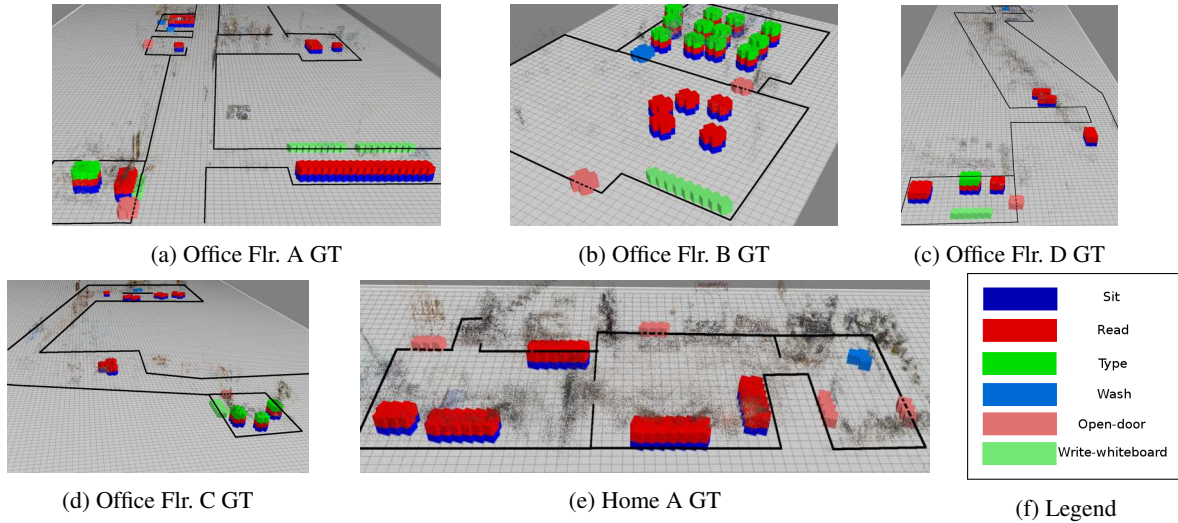 (a) Office Flr. A GT
(b) Office Flr. B GT
(c) Office Flr. D GT
(d) Office Flr. C GT
(e) Home A GT
Sit
Read
Type
Wash
Open-door
Write-whiteboard
(f) Legend